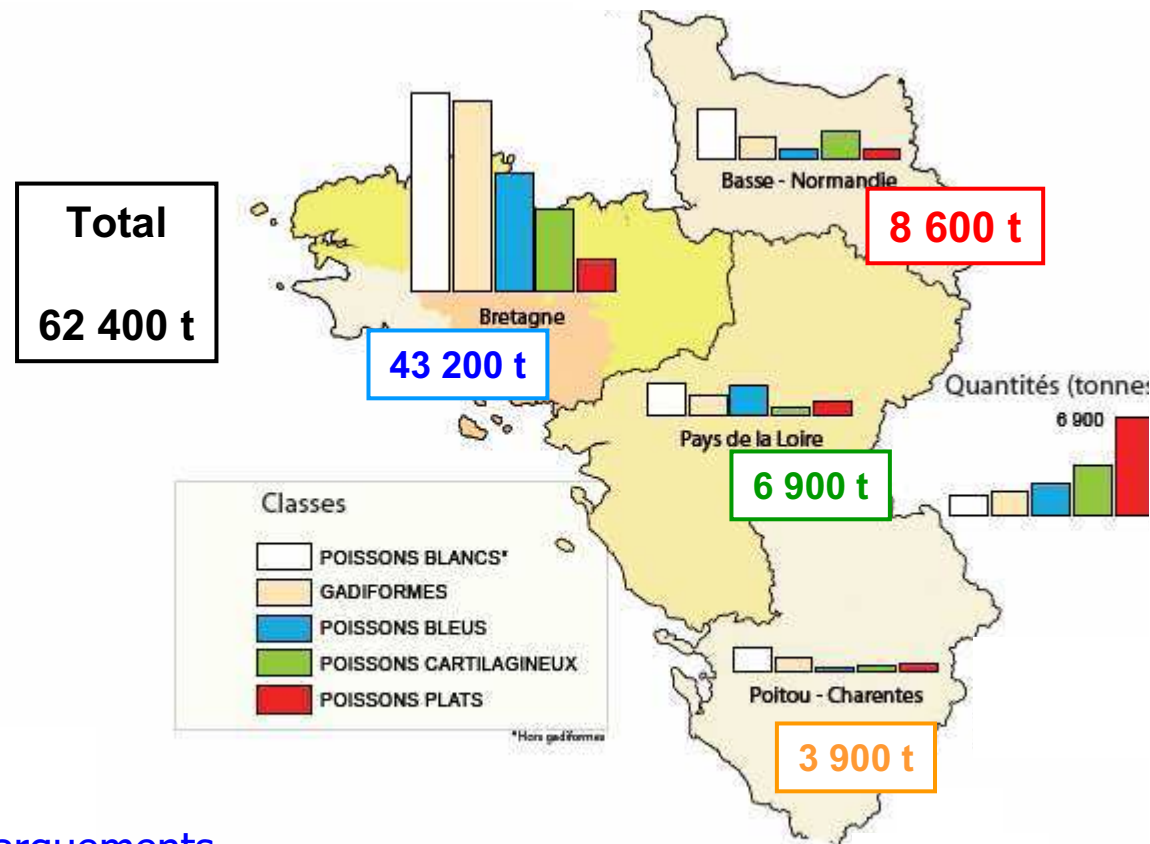 Total
62 400 t
Basse - Normandie
8 600 t
Bretagne
43 200 t
Quantités (tonnes
6 900
Pays de la Loire
6 900 t
Classes
POISSONS BLANCS*
GADIFORMES
POISSONS BLEUS
POISSONS CARTILAGINEUX
POISSONS PLATS
*Hors gadiformes
Poitou - Charentes
3 900 t